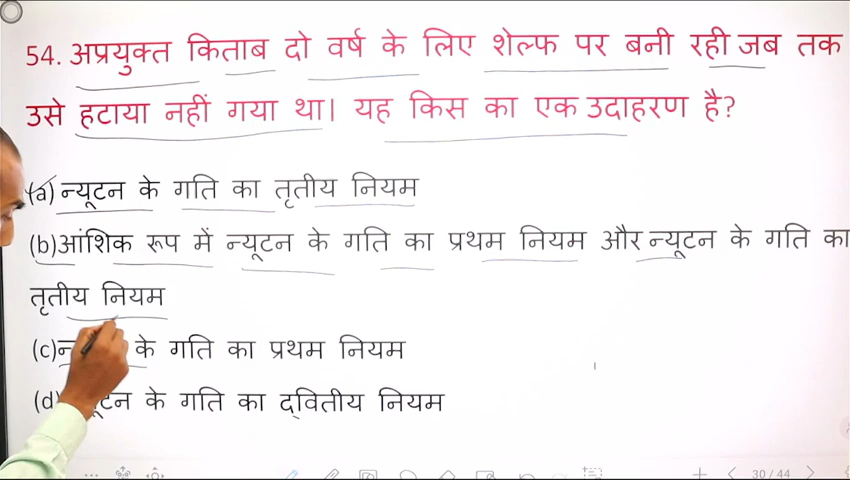 54. अप्रयुक्त किताब दो वर्ष के लिए शेल्फ पर बनी रही जब तक
उसे हटाया नहीं गया था। यह किस का एक उदाहरण है?
(a) न्यूटन के गति का तृतीय नियम
(b)आंशिक रूप में न्यूटन के गति का प्रथम नियम और न्यूटन के गति का
तृतीय नियम
(c) के गति का प्रथम नियम
(d) के गति का द्वितीय नियम
30 / 44